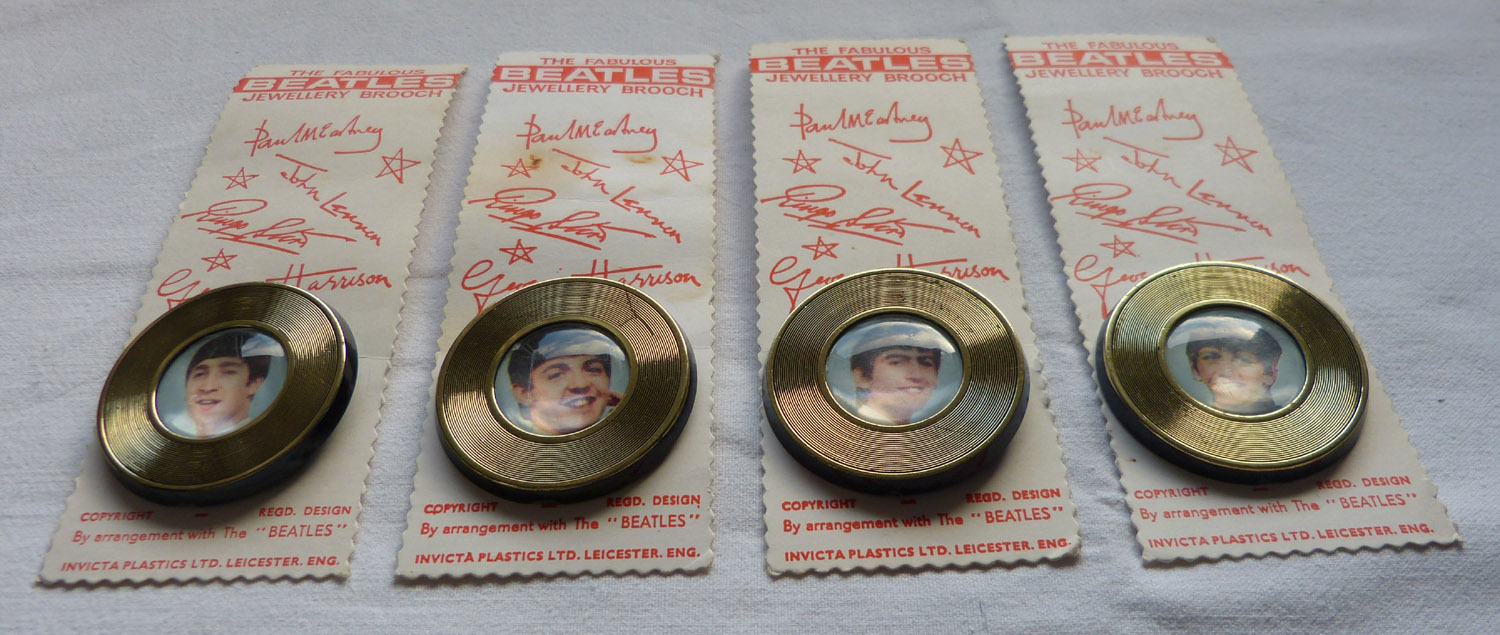 THE FABULOUS
BEATLES
JEWELLERY BROOCH
Paul McCartney
John Lennon
Ringo Starr
George Harrison
COPYRIGHT REGD. DESIGN
By arrangement with The "BEATLES"
INVICTA PLASTICS LTD. LEICESTER. ENG.
THE FABULOUS
BEATLES
JEWELLERY BROOCH
Paul McCartney
John Lennon
Ringo Starr
George Harrison
COPYRIGHT REGD. DESIGN
By arrangement with The "BEATLES"
INVICTA PLASTICS LTD. LEICESTER. ENG.
THE FABULOUS
BEATLES
JEWELLERY BROOCH
Paul McCartney
John Lennon
Ringo Starr
George Harrison
COPYRIGHT REGD. DESIGN
By arrangement with The "BEATLES"
INVICTA PLASTICS LTD. LEICESTER. ENG.
THE FABULOUS
BEATLES
JEWELLERY BROOCH
Paul McCartney
John Lennon
Ringo Starr
George Harrison
COPYRIGHT REGD. DESIGN
By arrangement with The "BEATLES"
INVICTA PLASTICS LTD. LEICESTER. ENG.